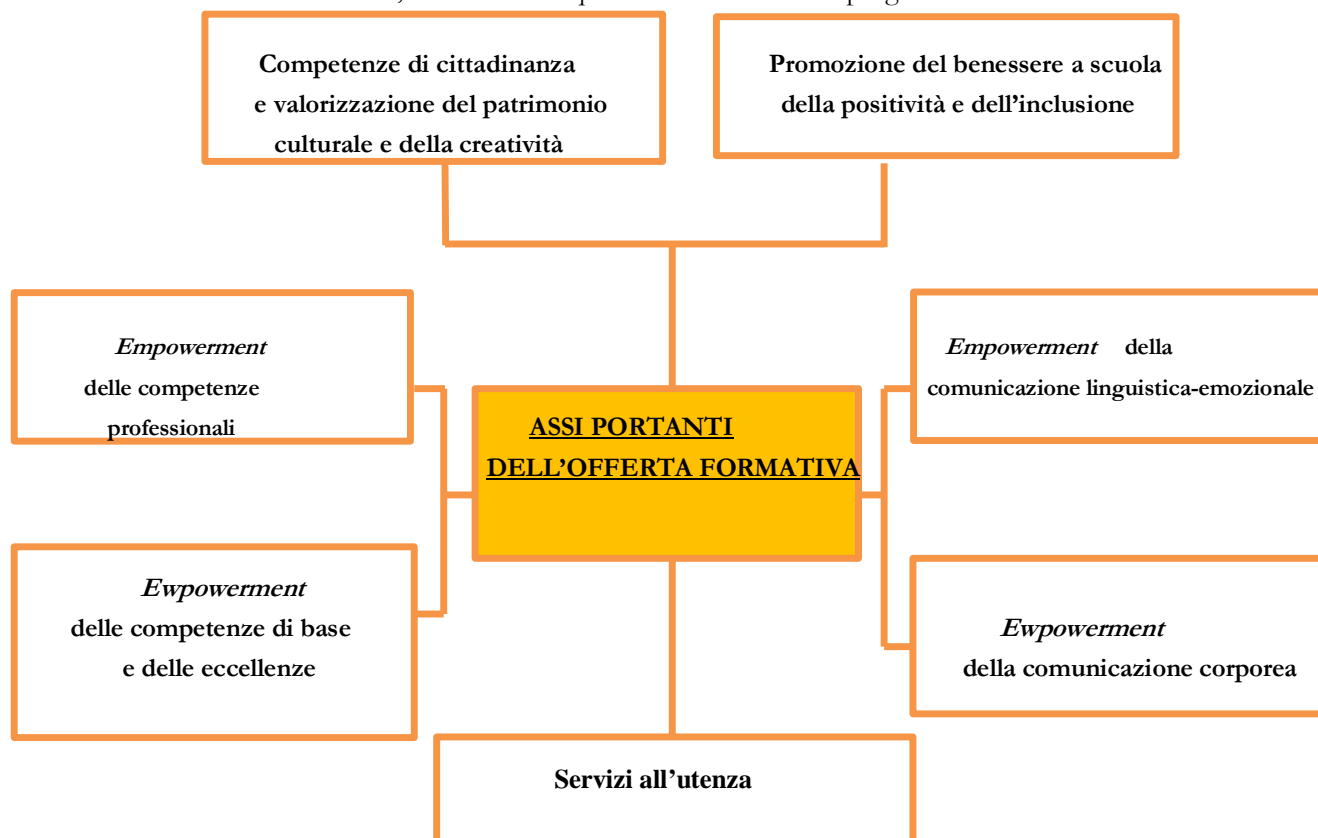 Competenze di cittadinanza
e valorizzazione del patrimonio
culturale e della creatività
Promozione del benessere a scuola
della positività e dell'inclusione
Empowerment
delle competenze
professionali
Empowerment della
comunicazione linguistica-emozionale
ASSI PORTANTI
DELL'OFFERTA FORMATIVA
Ewpowerment
delle competenze di base
e delle eccellenze
Ewpowerment
della comunicazione corporea
Servizi all'utenza